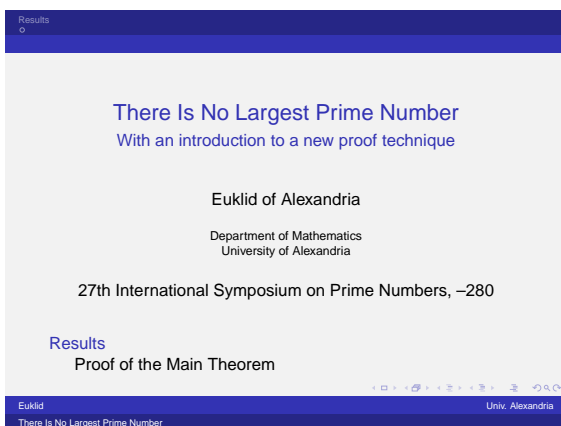 Results
There Is No Largest Prime Number
With an introduction to a new proof technique
Euklid of Alexandria
Department of Mathematics
University of Alexandria
27th International Symposium on Prime Numbers, –280
Results
Proof of the Main Theorem
Euklid Univ. Alexandria
There Is No Largest Prime Number